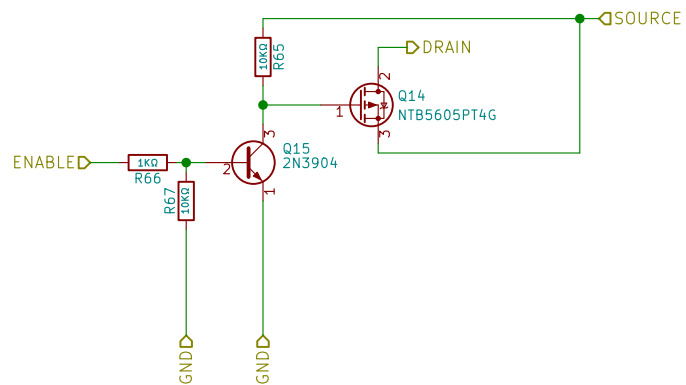 SOURCE
10KΩ
R65
DRAIN
2
Q14
NTB5605PT4G
1
3
3
Q15
2N3904
ENABLE
1KΩ
R66
2
1
R67
10KΩ
GND
GND